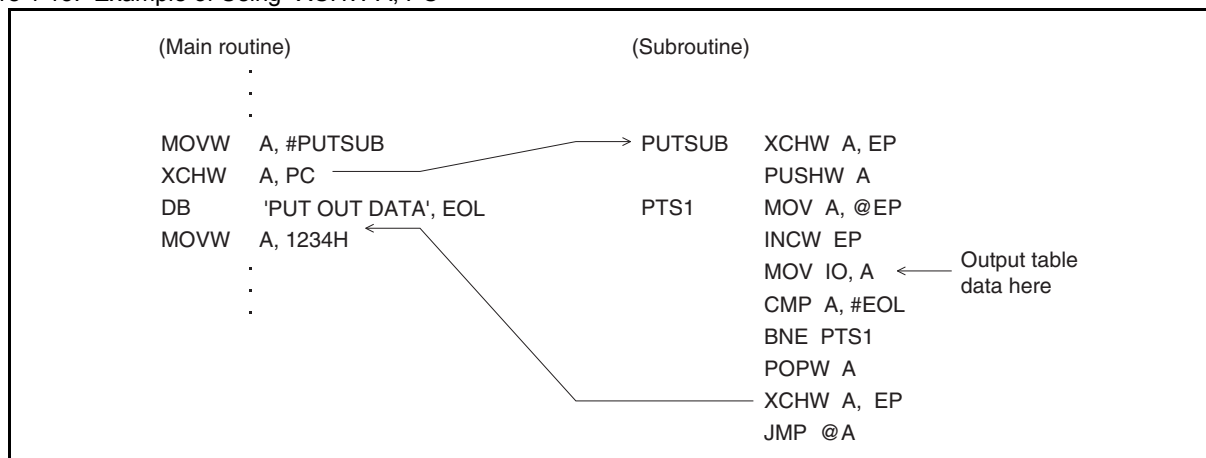 (Main routine) (Subroutine)
.
.
.
MOVW A, #PUTSUB PUTSUB XCHW A, EP
XCHW A, PC PUSHW A
DB 'PUT OUT DATA', EOL PTS1 MOV A, @EP
MOVW A, 1234H INCW EP
. MOV IO, A Output table
. data here
. CMP A, #EOL
BNE PTS1
POPW A
XCHW A, EP
JMP @A